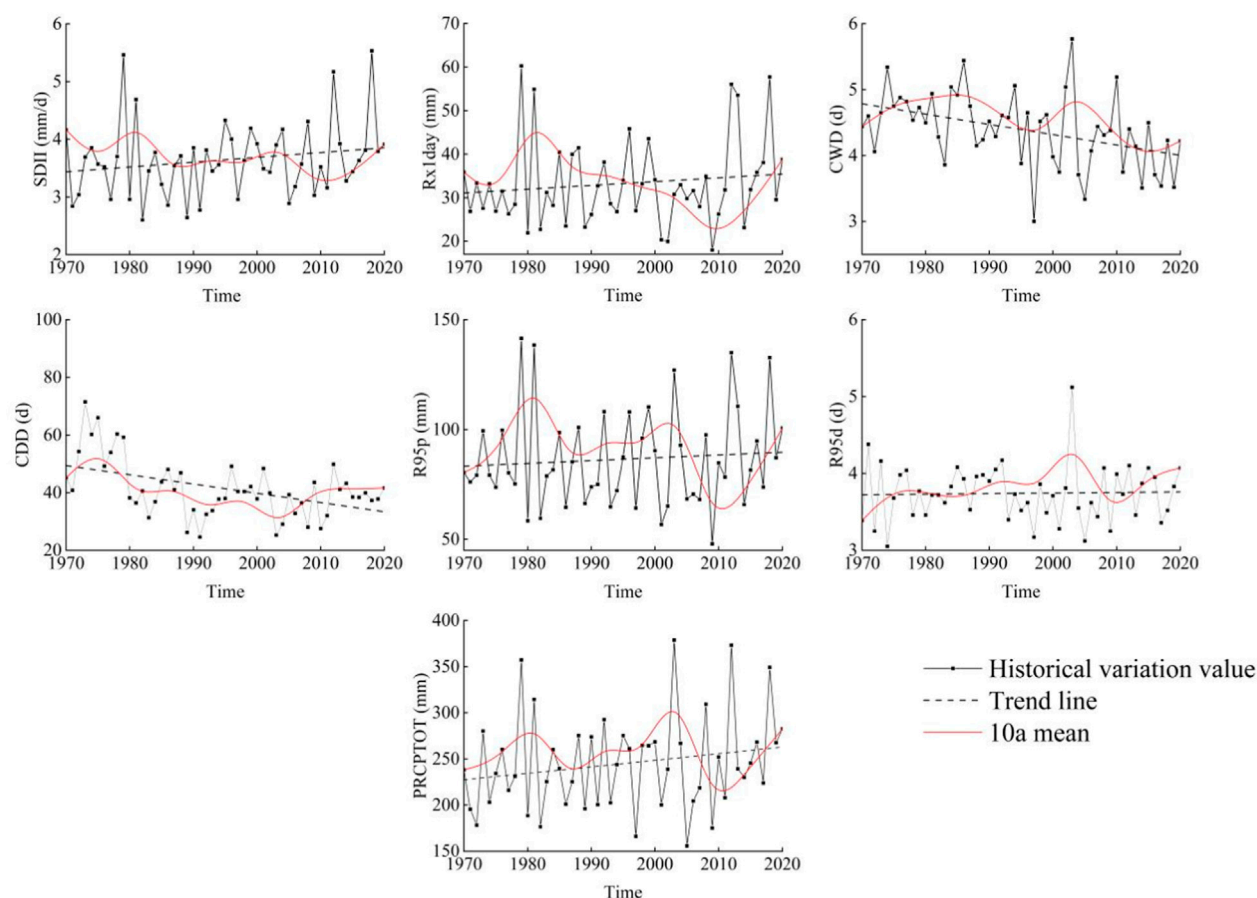 6
5
4
3
2
SDII (mm/d)
1970 1980 1990 2000 2010 2020
Time
70
60
50
40
30
20
Rx1day (mm)
1970 1980 1990 2000 2010 2020
Time
6
5
4
3
CWD (d)
1970 1980 1990 2000 2010 2020
Time
100
80
60
40
20
CDD (d)
1970 1980 1990 2000 2010 2020
Time
150
100
50
R95p (mm)
1970 1980 1990 2000 2010 2020
Time
6
5
4
3
R95d (d)
1970 1980 1990 2000 2010 2020
Time
400
350
300
250
200
150
PRCPTOT (mm)
1970 1980 1990 2000 2010 2020
Time
Historical variation value
Trend line
10a mean